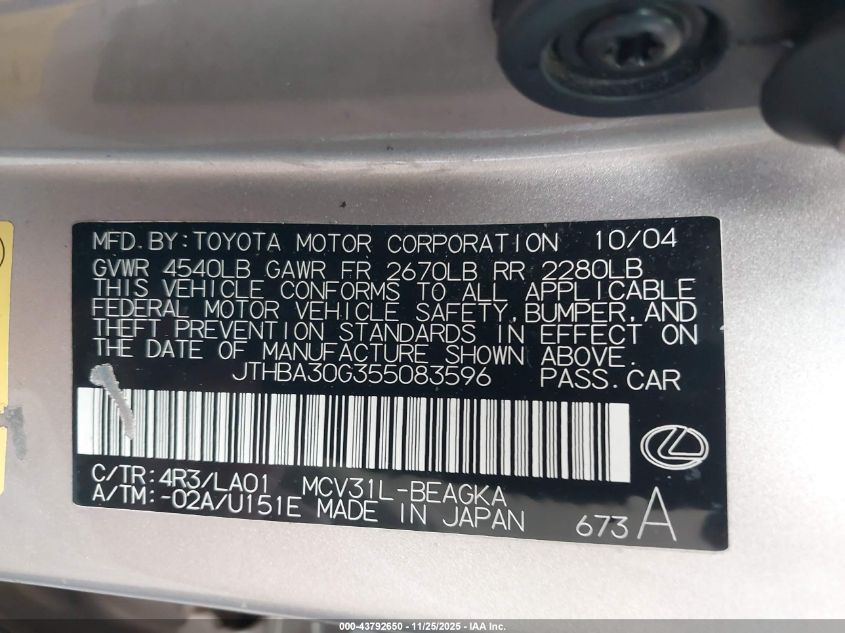 MFD.BY:TOYOTA MOTOR CORPORATION 10/04
GVWR 4540LB GAWR FR 2670LB RR 2280LB
THIS VEHICLE CONFORMS TO ALL APPLICABLE
FEDERAL MOTOR VEHICLE SAFETY,BUMPER,AND
THEFT PREVENTION STANDARDS IN EFFECT ON
THE DATE OF MANUFACTURE SHOWN ABOVE.
JTHBA30G355083596 PASS.CAR
C/TR:4R3/LA01 MCV31L-BEAGKA
A/TM:-02A/U151E MADE IN JAPAN 673 A
000-43792650 - 11/25/2025 - IAA Inc.